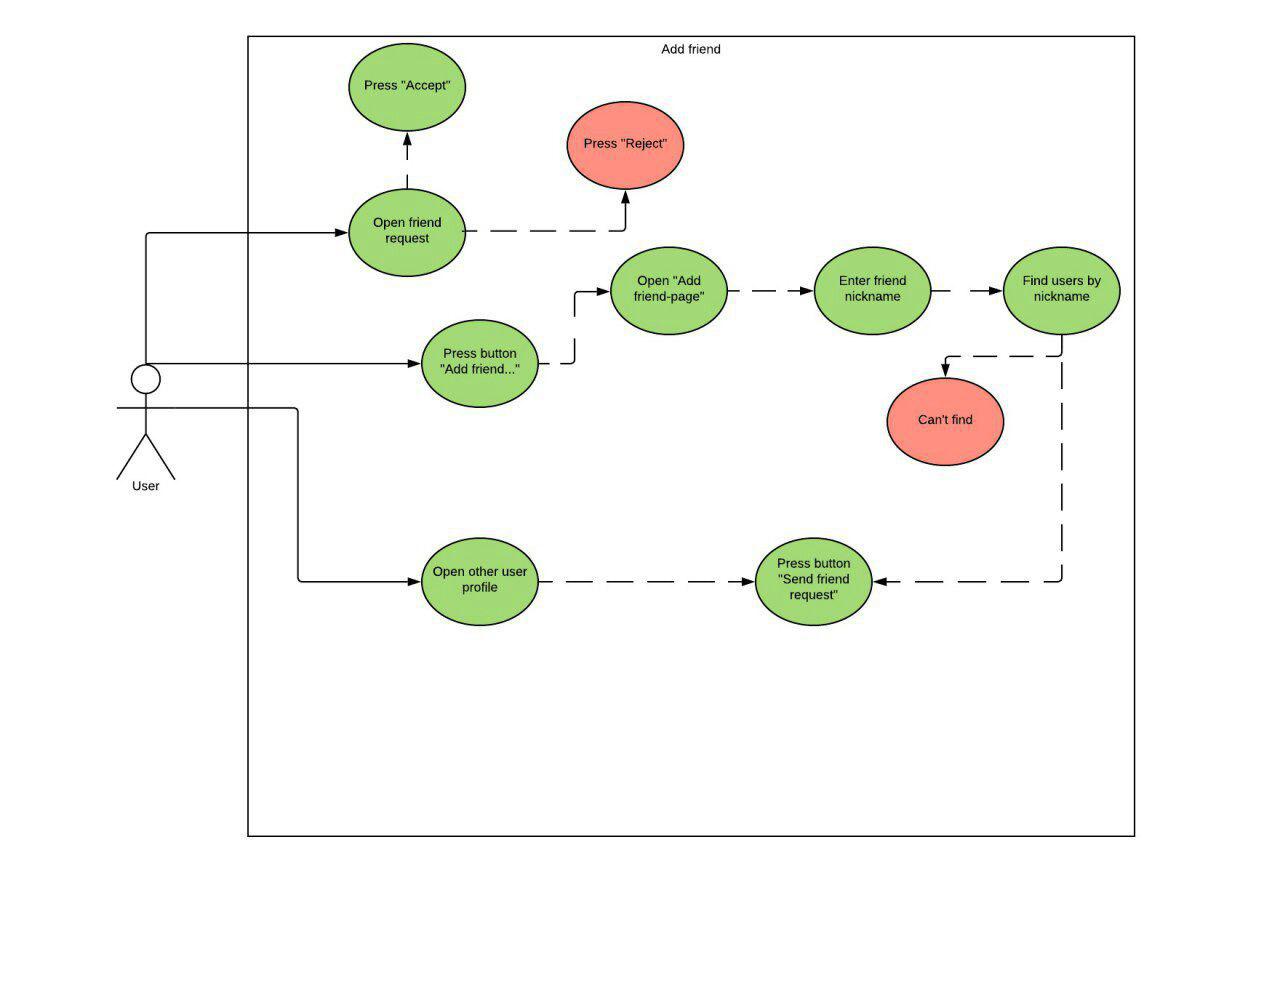 Add friend
Press "Accept"
Press "Reject"
Open friend
request
Open "Add
friend-page"
Enter friend
nickname
Find users by
nickname
Press button
"Add friend..."
Can't find
User
Open other user
profile
Press button
"Send friend
request"